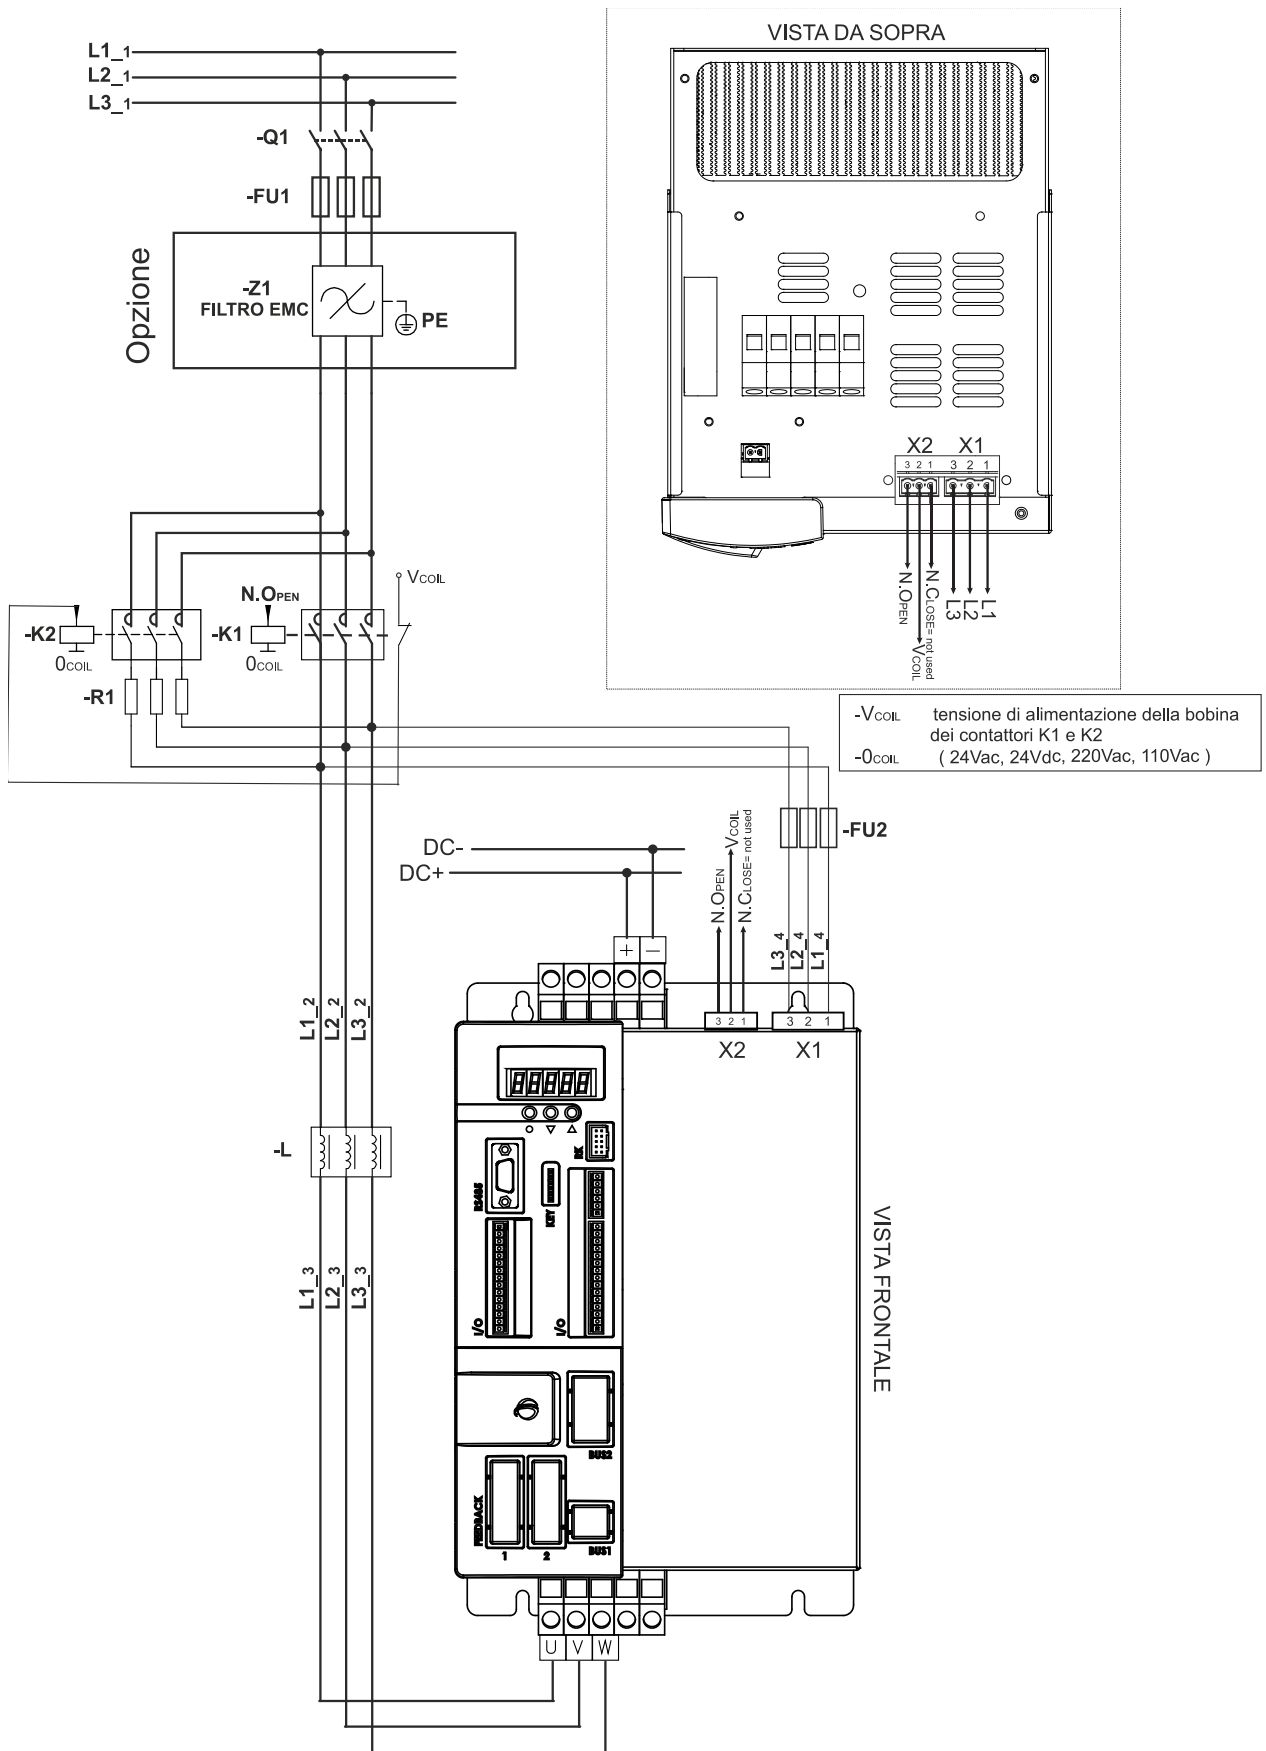 VISTA DA SOPRA
L1_1
L2_1
L3_1
-Q1
-FU1
Opzione
-Z1
FILTRO EMC
PE
X2 X1
3 2 1 3 2 1
N.OPEN
VCOIL
N.CLOSE= not used
L3
L2
L1
VCOIL
N.OPEN
-K2
0COIL
-K1
0COIL
-R1
-VCOIL tensione di alimentazione della bobina
dei contattori K1 e K2
-0COIL ( 24Vac, 24Vdc, 220Vac, 110Vac )
-FU2
DC-
DC+
N.OPEN
VCOIL
N.CLOSE= not used
L3_4
L2_4
L1_4
+ -
L1_2
L2_2
L3_2
3 2 1 3 2 1
X2 X1
88888
-L
RK
RS485
KEY
I/O
I/O
L1_3
L2_3
L3_3
VISTA FRONTALE
BUS2
FEEDBACK
1 2
BUS1
U V W